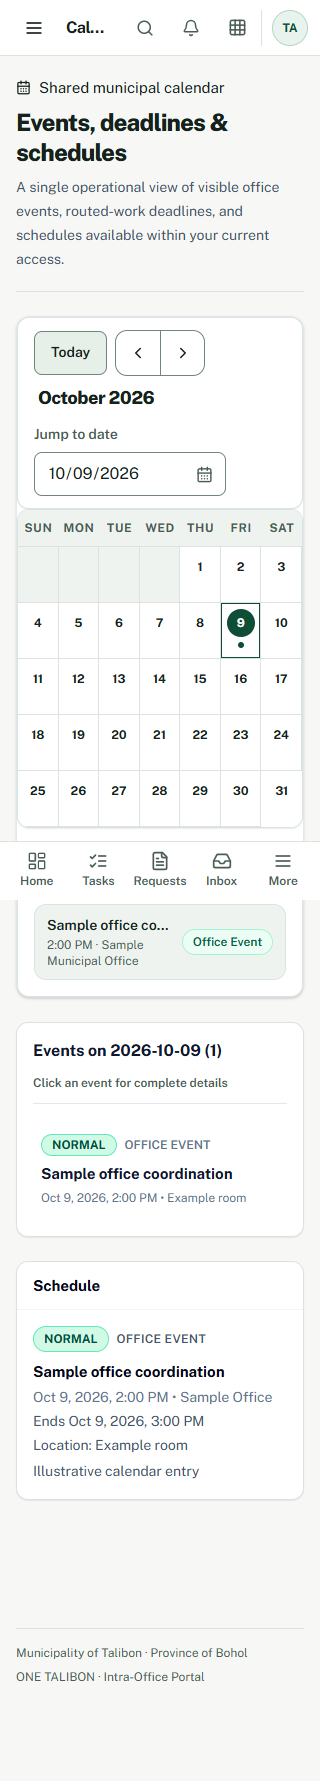 Cal...
TA
Shared municipal calendar
Events, deadlines &
schedules
A single operational view of visible office
events, routed-work deadlines, and
schedules available within your current
access.
Today
October 2026
Jump to date
10/09/2026
SUN MON TUE WED THU FRI SAT
1 2 3
4 5 6 7 8 9 10
11 12 13 14 15 16 17
18 19 20 21 22 23 24
25 26 27 28 29 30 31
Home Tasks Requests Inbox More
Sample office co...
2:00 PM · Sample
Municipal Office
Office Event
Events on 2026-10-09 (1)
Click an event for complete details
NORMAL OFFICE EVENT
Sample office coordination
Oct 9, 2026, 2:00 PM • Example room
Schedule
NORMAL OFFICE EVENT
Sample office coordination
Oct 9, 2026, 2:00 PM • Sample Office
Ends Oct 9, 2026, 3:00 PM
Location: Example room
Illustrative calendar entry
Municipality of Talibon · Province of Bohol
ONE TALIBON · Intra-Office Portal